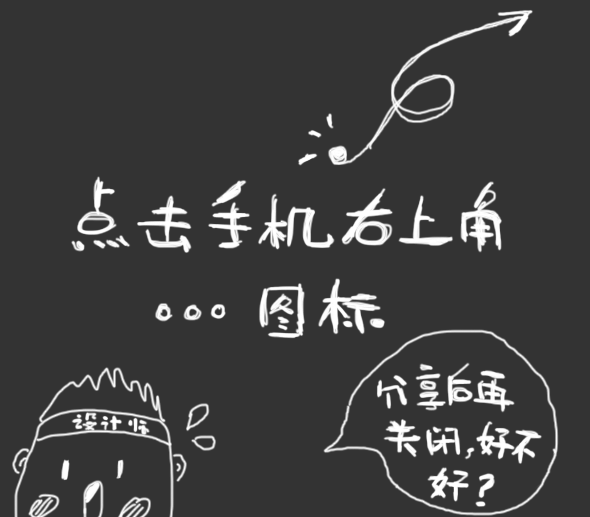 点击手机右上角
... 图标
设计师
分享后再
关闭,好不
好?